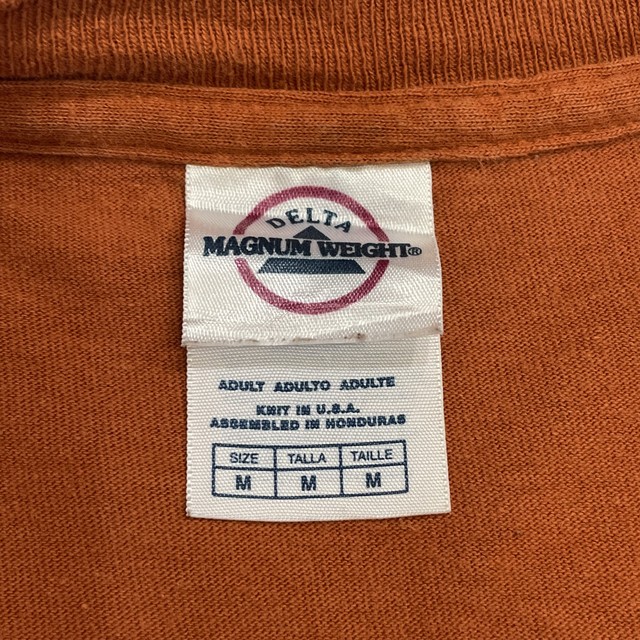 DELTA
MAGNUM WEIGHT®
ADULT ADULTO ADULTE
KNIT IN U.S.A.
ASSEMBLED IN HONDURAS
SIZE TALLA TAILLE
M M M